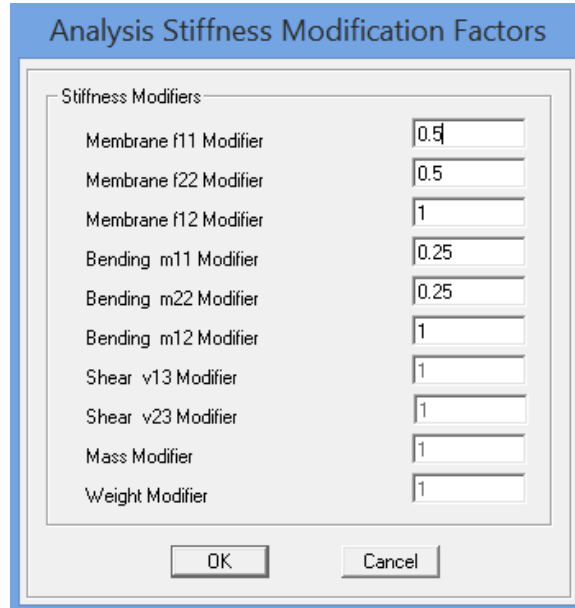 Analysis Stiffness Modification Factors
Stiffness Modifiers
Membrane f11 Modifier 0.5
Membrane f22 Modifier 0.5
Membrane f12 Modifier 1
Bending m11 Modifier 0.25
Bending m22 Modifier 0.25
Bending m12 Modifier 1
Shear v13 Modifier 1
Shear v23 Modifier 1
Mass Modifier 1
Weight Modifier 1
OK Cancel